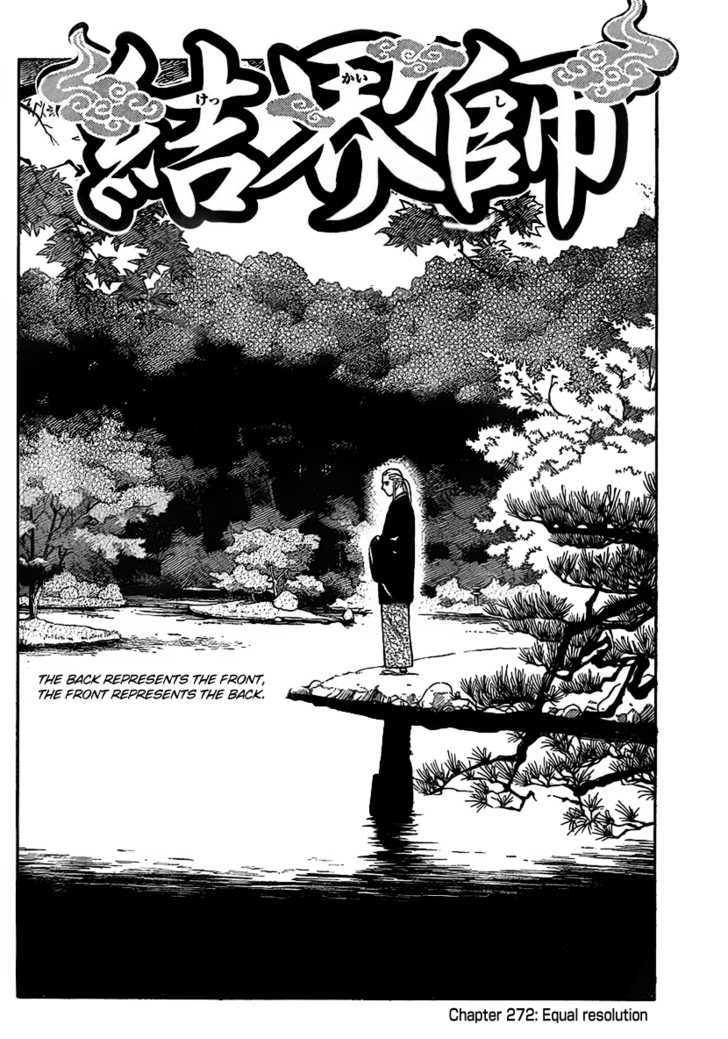 結界師
けっかいし
THE BACK REPRESENTS THE FRONT,
THE FRONT REPRESENTS THE BACK.
Chapter 272: Equal resolution